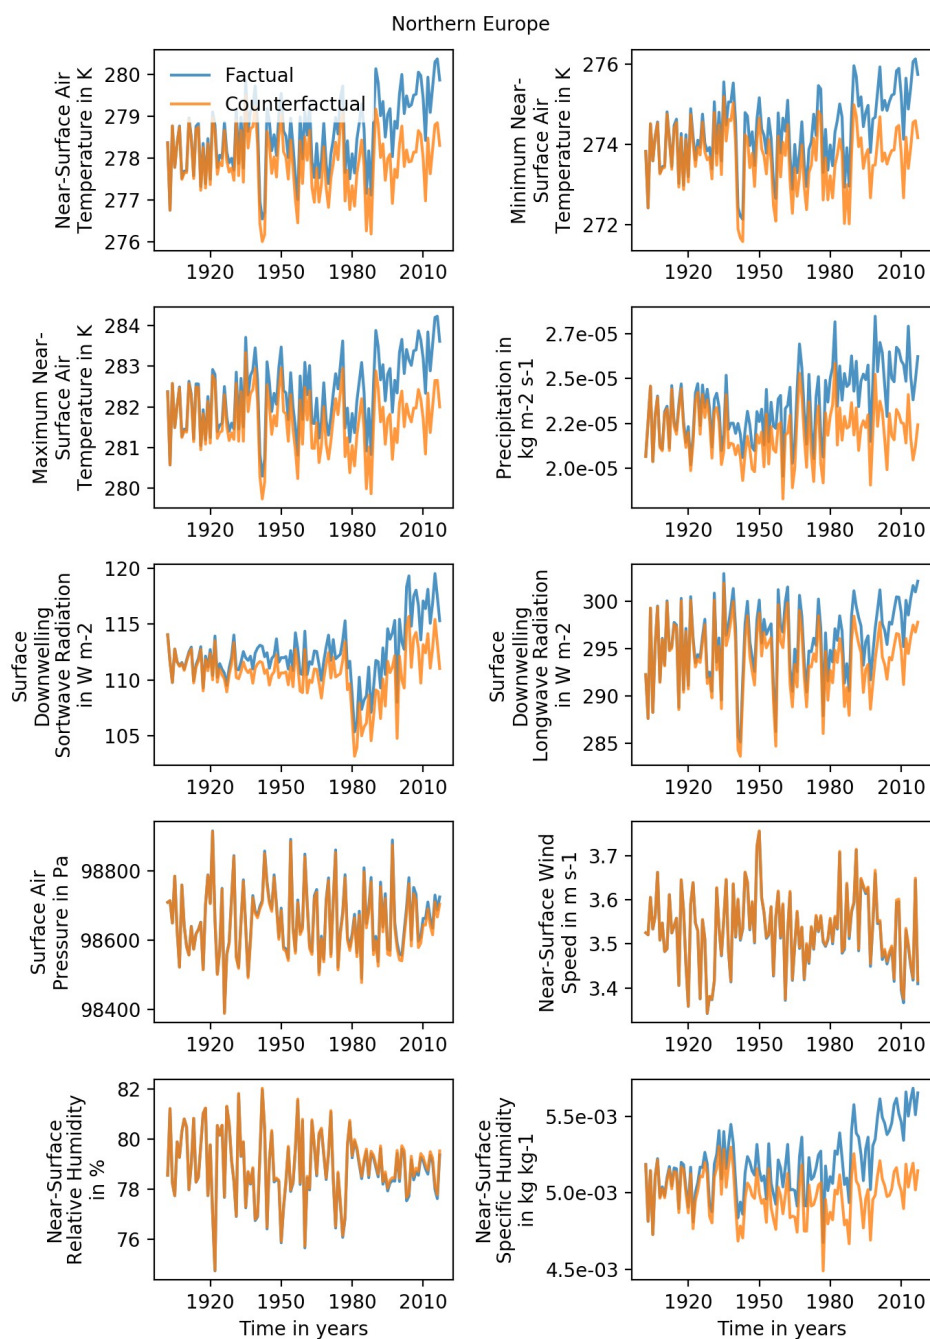 Northern Europe
Near-Surface Air
Temperature in K
280
279
278
277
276
Factual
Counterfactual
1920
1950
1980
2010
Minimum Near-
Surface Air
Temperature in K
276
274
272
1920
1950
1980
2010
Maximum Near-
Surface Air
Temperature in K
284
283
282
281
280
1920
1950
1980
2010
Precipitation in
kg m-2 s-1
2.7e-05
2.5e-05
2.2e-05
2.0e-05
1920
1950
1980
2010
Surface
Downwelling
Sortwave Radiation
in W m-2
120
115
110
105
1920
1950
1980
2010
Surface
Downwelling
Longwave Radiation
in W m-2
300
295
290
285
1920
1950
1980
2010
Surface Air
Pressure in Pa
98800
98600
98400
1920
1950
1980
2010
Near-Surface Wind
Speed in m s-1
3.7
3.6
3.5
3.4
1920
1950
1980
2010
Near-Surface
Relative Humidity
in %
82
80
78
76
1920
1950
1980
2010
Time in years
Near-Surface
Specific Humidity
in kg kg-1
5.5e-03
5.0e-03
4.5e-03
1920
1950
1980
2010
Time in years